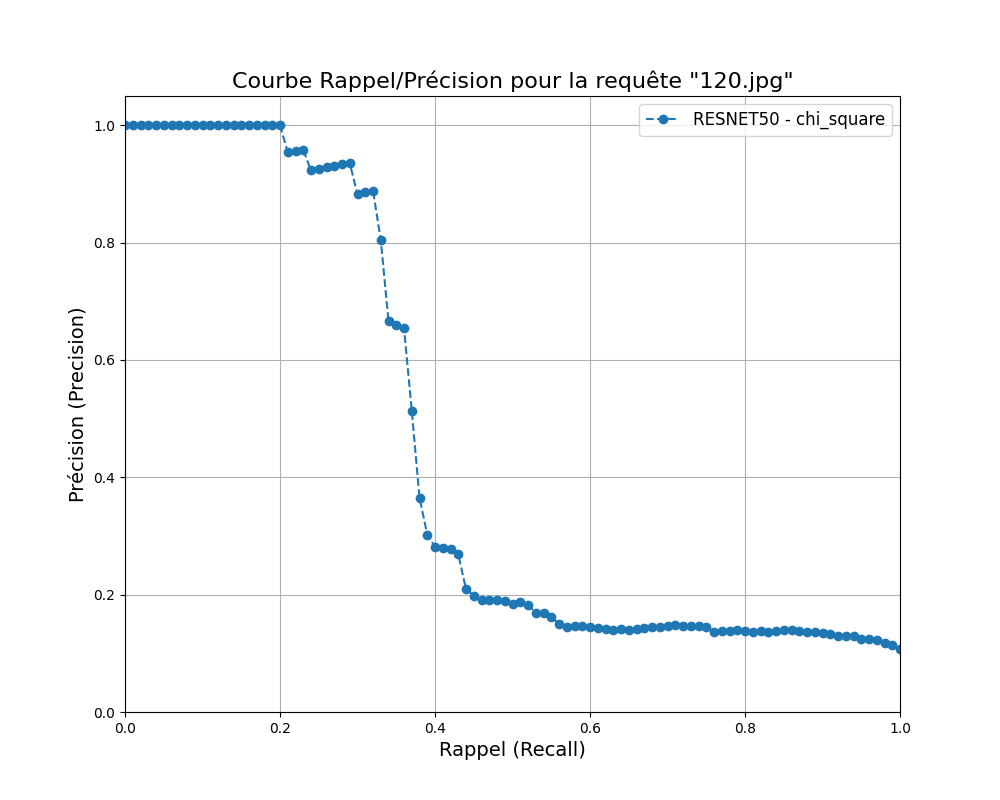 Courbe Rappel/Précision pour la requête "120.jpg"
RESNET50 - chi_square
1.0
0.8
0.6
0.4
0.2
0.0
Précision (Precision)
0.0 0.2 0.4 0.6 0.8 1.0
Rappel (Recall)